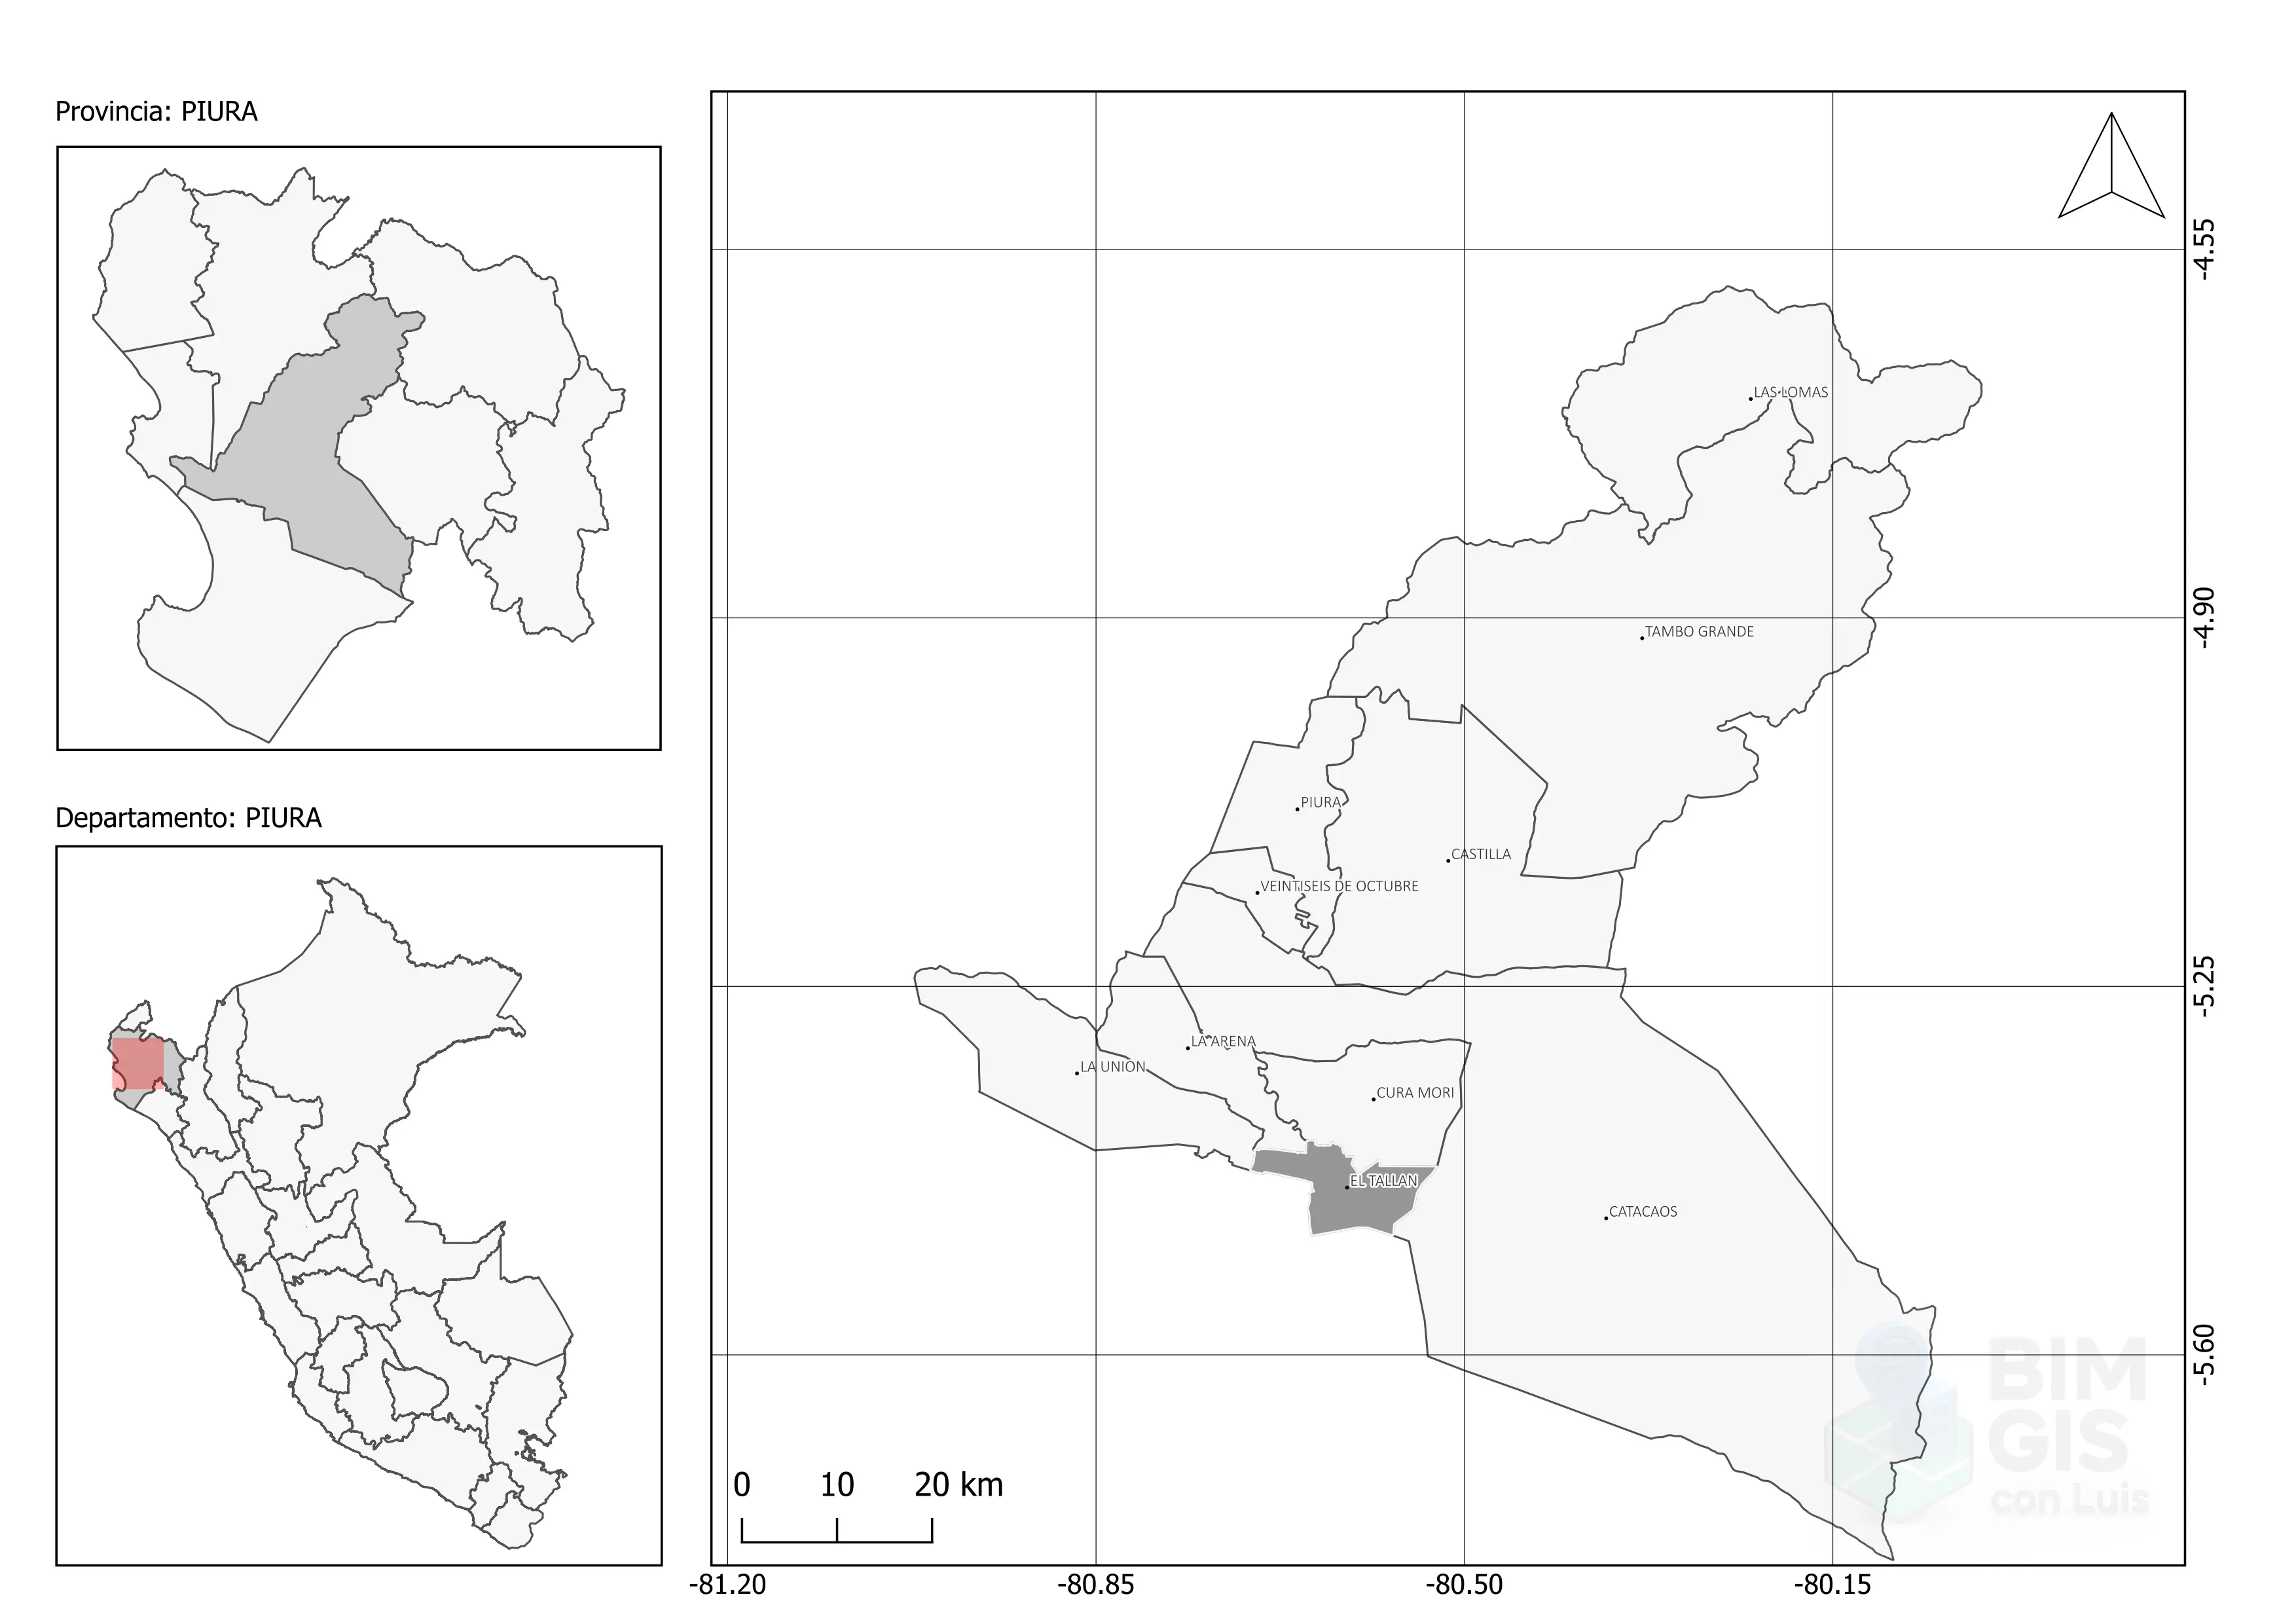 Provincia: PIURA
Departamento: PIURA
-4.55
-4.90
-5.25
-5.60
LAS LOMAS
TAMBO GRANDE
PIURA
CASTILLA
VEINTISEIS DE OCTUBRE
LA ARENA
LA UNION
CURA MORI
EL TALLAN
CATACAOS
BIM
GIS
con Luis
0 10 20 km
-81.20 -80.85 -80.50 -80.15